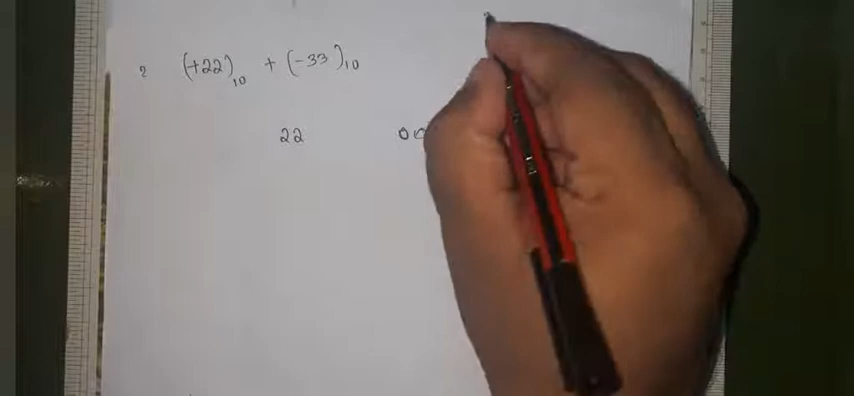 2 (+22)₁₀ + (-33)₁₀
22 00